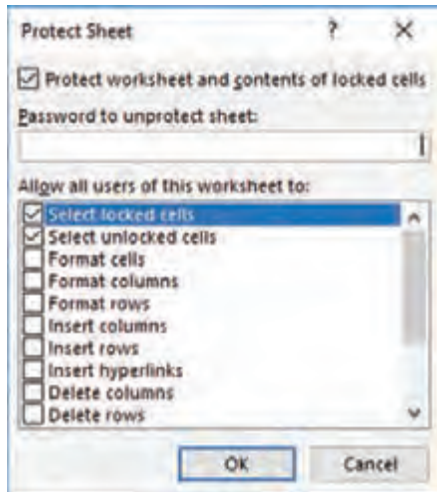 Protect Sheet ? ×
Protect worksheet and contents of locked cells
Password to unprotect sheet:
Allow all users of this worksheet to:
Select locked cells
Select unlocked cells
Format cells
Format columns
Format rows
Insert columns
Insert rows
Insert hyperlinks
Delete columns
Delete rows
OK Cancel